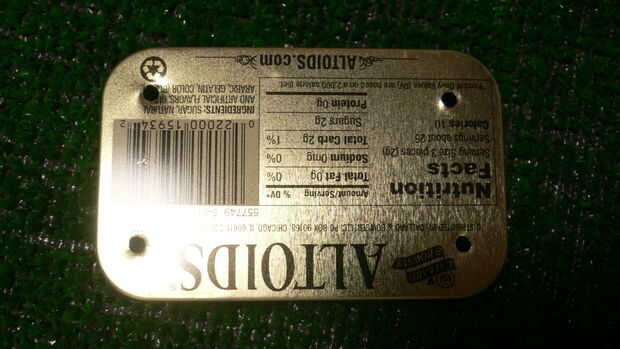 ALTOIDS
CHICAGO, IL
557749
Nutrition
Facts
Serving Size 3 pieces (2g)
Servings about 25
Calories 10
Amount/Serving % DV*
Total Fat 0g 0%
Sodium 0mg 0%
Total Carb 2g 1%
Sugars 2g
Protein 0g
*Percent Daily Values (DV) are based on a 2,000 calorie diet.
0 22000 15934 2
INGREDIENTS: SUGAR, NATURAL
AND ARTIFICIAL FLAVORS,
ARABIC, GELATIN, COLOR
ALTOIDS.com